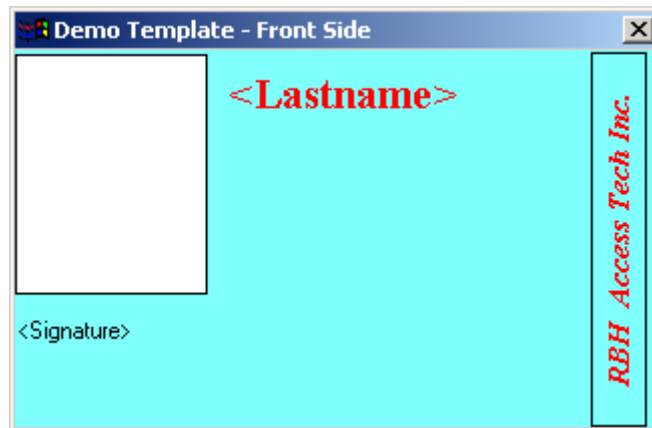 Demo Template - Front Side
<Lastname>
<Signature>
RBH Access Tech Inc.